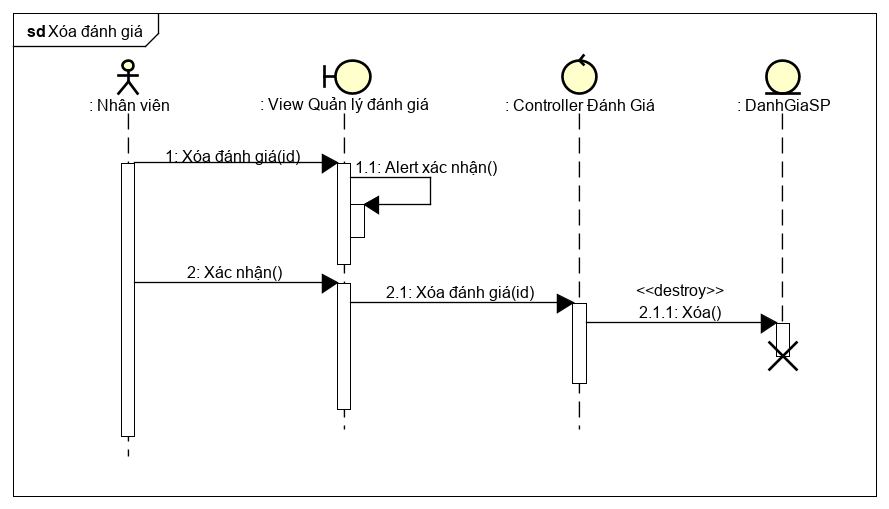 sd Xóa đánh giá
: Nhân viên
: View Quản lý đánh giá
: Controller Đánh Giá
: DanhGiaSP
1: Xóa đánh giá(id)
1.1: Alert xác nhận()
2: Xác nhận()
2.1: Xóa đánh giá(id)
<<destroy>>
2.1.1: Xóa()